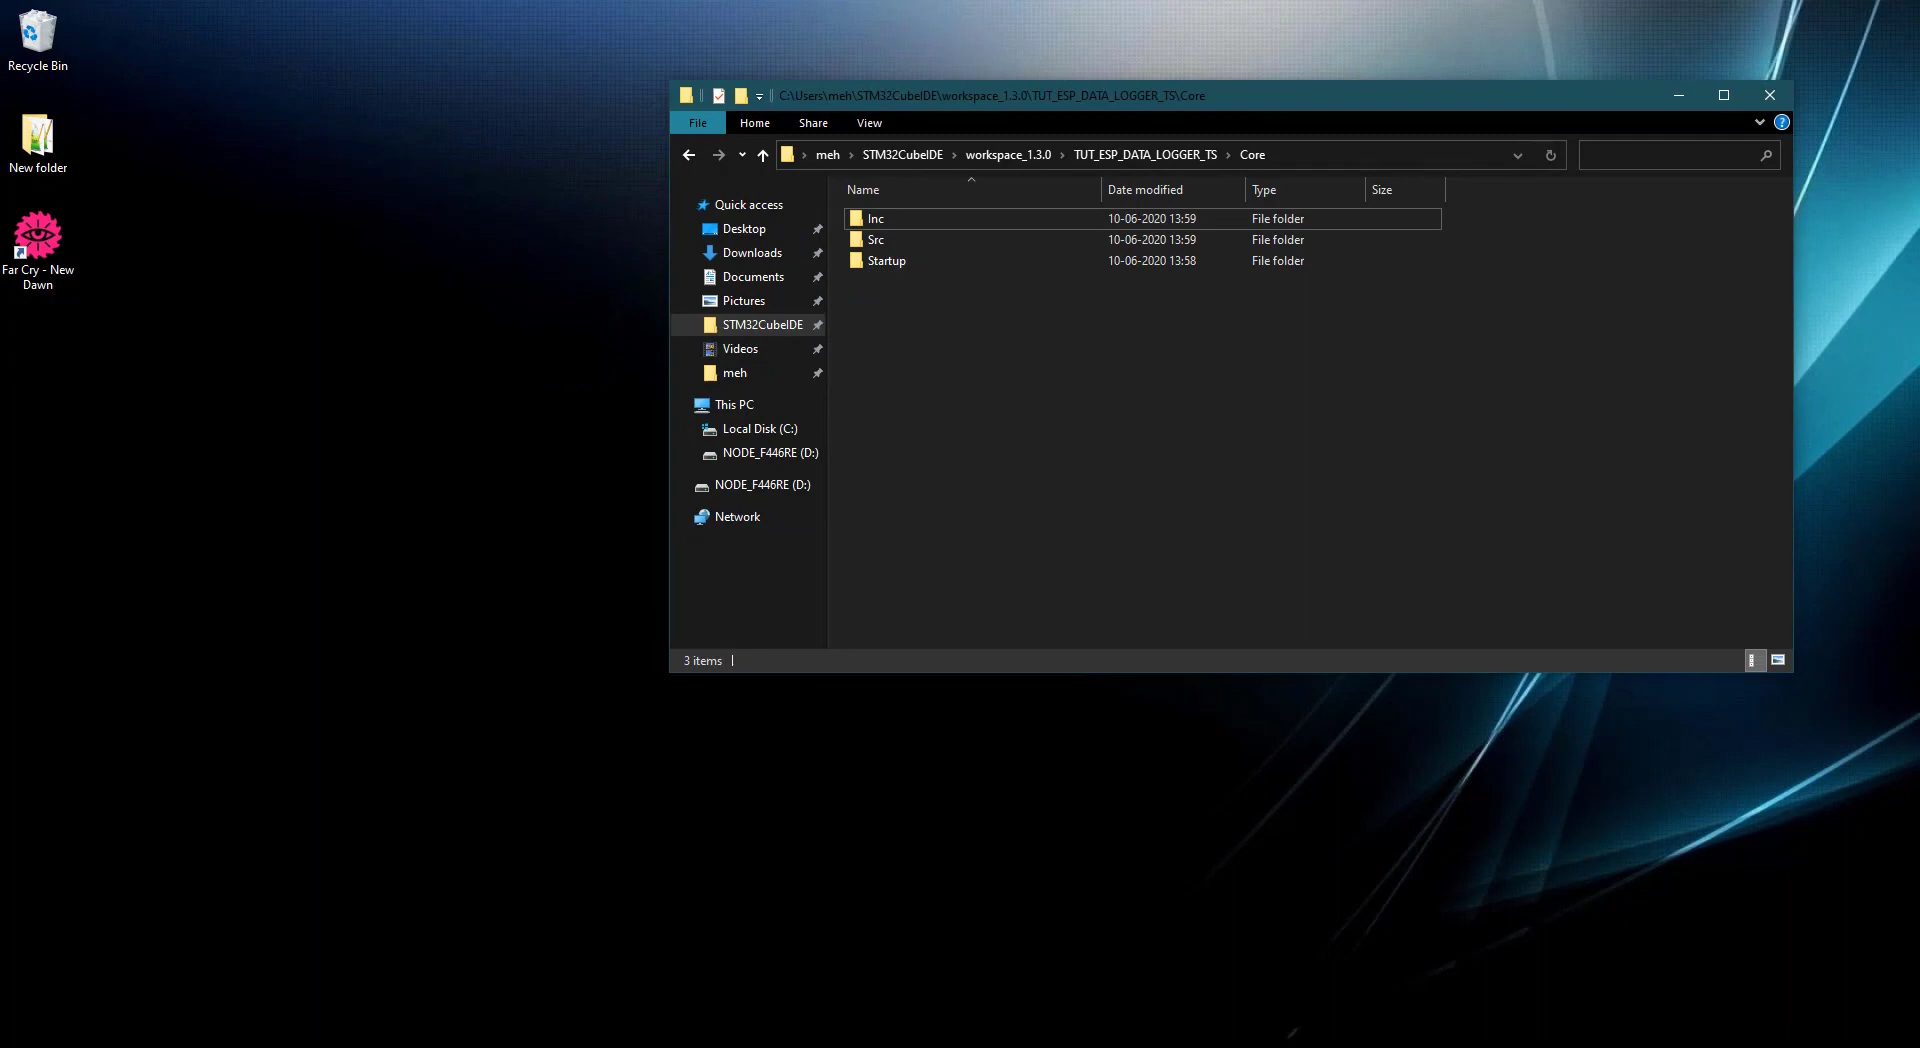 Recycle Bin
New folder
Far Cry - New
Dawn
C:\Users\meh\STM32CubeIDE\workspace_1.3.0\TUT_ESP_DATA_LOGGER_TS\Core
File Home Share View
meh STM32CubeIDE workspace_1.3.0 TUT_ESP_DATA_LOGGER_TS Core
Quick access
Desktop
Downloads
Documents
Pictures
STM32CubeIDE
Videos
meh
This PC
Local Disk (C:)
NODE_F446RE (D:)
NODE_F446RE (D:)
Network
Name Date modified Type Size
Inc 10-06-2020 13:59 File folder
Src 10-06-2020 13:59 File folder
Startup 10-06-2020 13:58 File folder
3 items